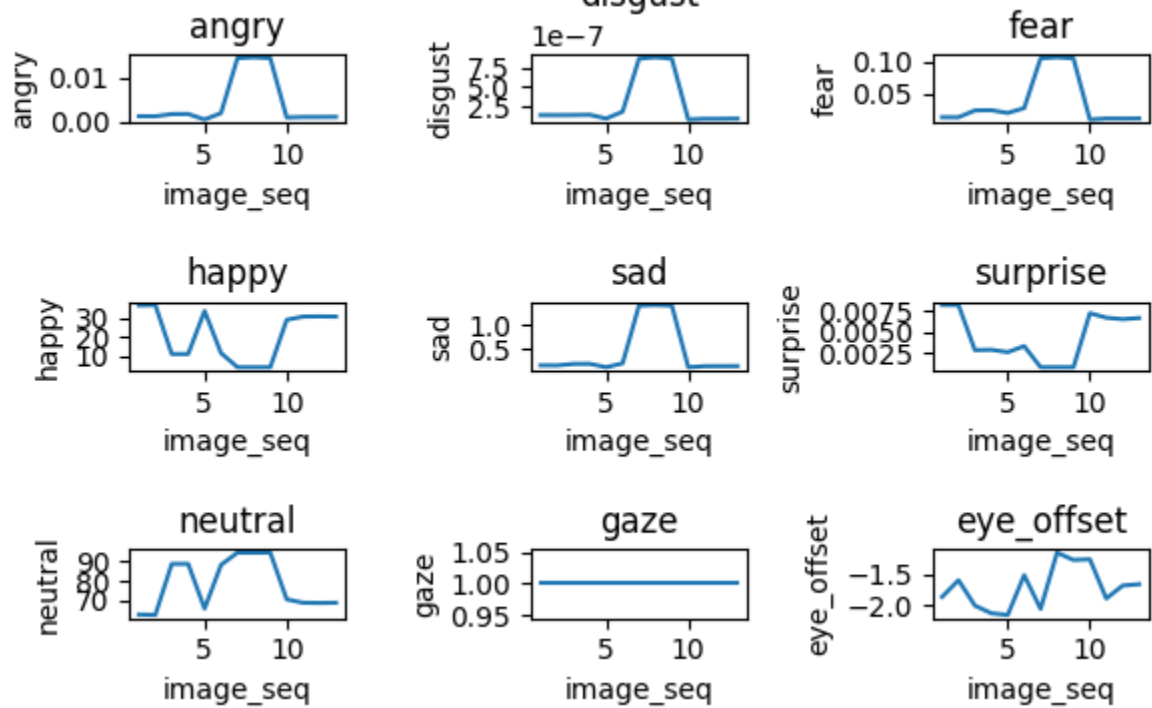 disgust
angry
1e−7
fear
angry
0.01
0.00
5
10
image_seq
disgust
7.5
5.0
2.5
5
10
image_seq
fear
0.10
0.05
5
10
image_seq
happy
happy
30
20
10
5
10
image_seq
sad
sad
1.0
0.5
5
10
image_seq
surprise
surprise
0.0075
0.0050
0.0025
5
10
image_seq
neutral
neutral
90
80
70
5
10
image_seq
gaze
gaze
1.05
1.00
0.95
5
10
image_seq
eye_offset
eye_offset
−1.5
−2.0
5
10
image_seq